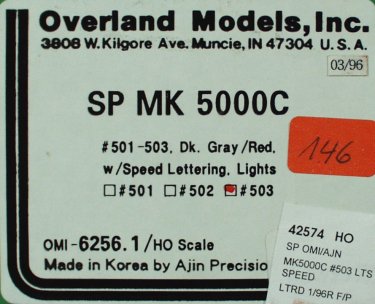 Overland Models, Inc.
3808 W. Kilgore Ave. Muncie, IN 47304 U.S.A.
03/96
SP MK 5000C
#501-503, Dk. Gray/Red,
w/Speed Lettering, Lights
#501 #502 #503
146
OMI-6256.1/HO Scale
Made in Korea by Ajin Precision
42574 HO
SP OMI/AJN
MK5000C #503 LTS
SPEED
LTRD 1/96R F/P